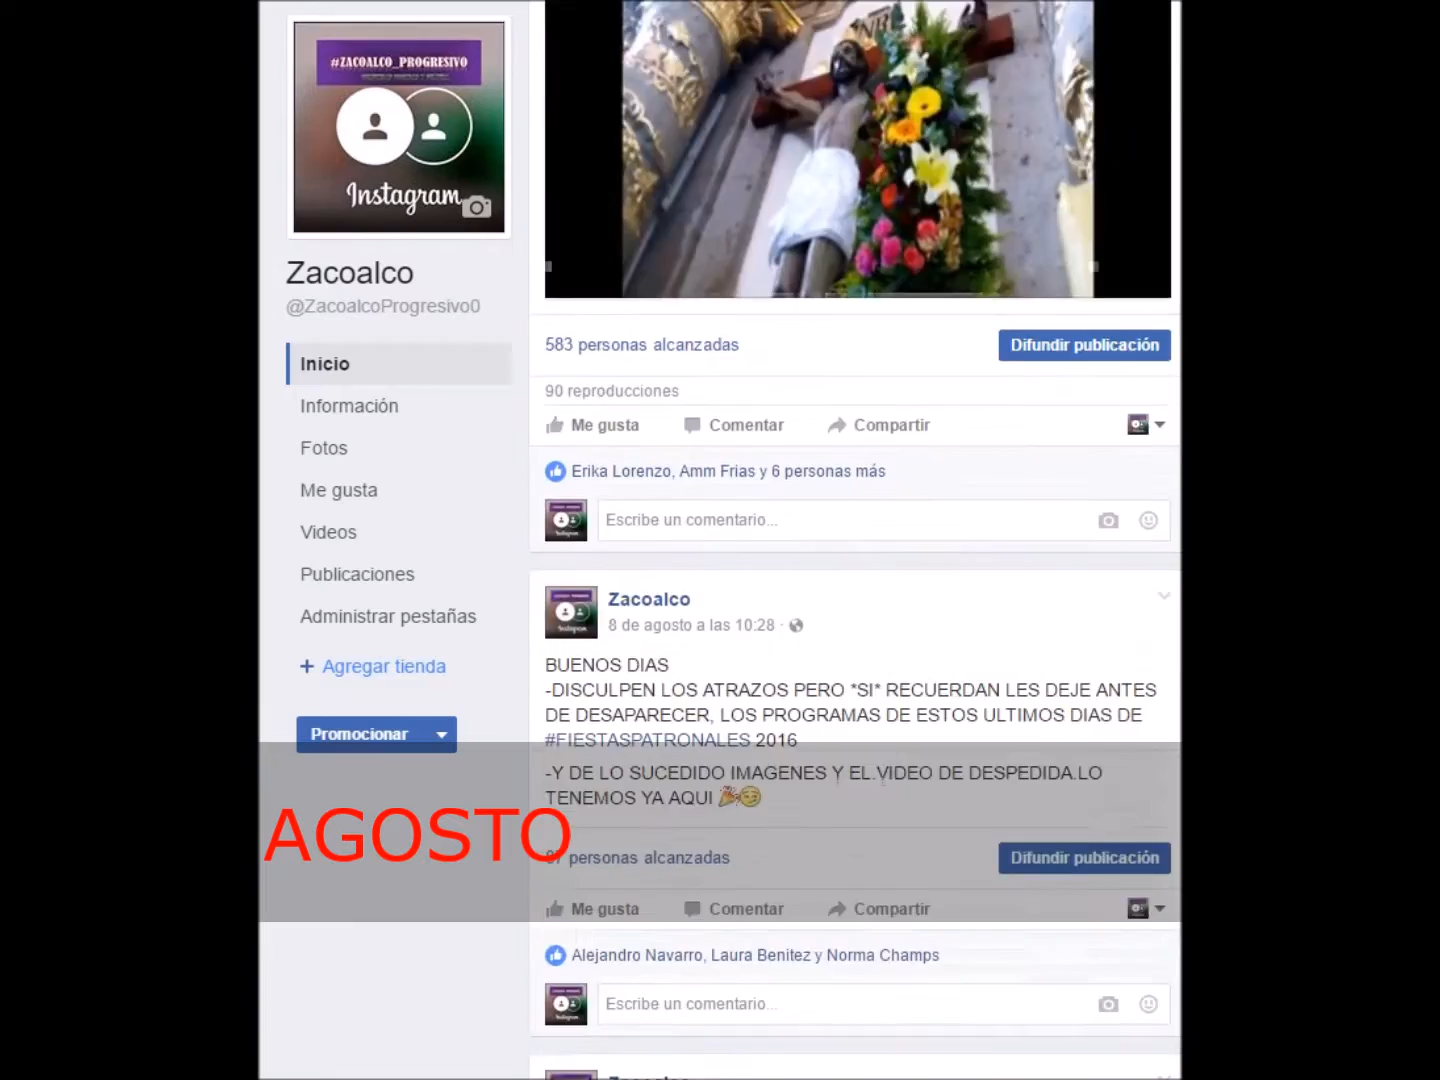 #ZACOALCO_PROGRESIVO
Instagram
Zacoalco
@ZacoalcoProgresivo0
Inicio
Información
Fotos
Me gusta
Videos
Publicaciones
Administrar pestañas
+ Agregar tienda
Promocionar
583 personas alcanzadas
Difundir publicación
90 reproducciones
Me gusta Comentar Compartir
Erika Lorenzo, Amm Frias y 6 personas más
Escribe un comentario...
Zacoalco
8 de agosto a las 10:28 ·
BUENOS DIAS
-DISCULPEN LOS ATRAZOS PERO *SI* RECUERDAN LES DEJE ANTES
DE DESAPARECER, LOS PROGRAMAS DE ESTOS ULTIMOS DIAS DE
#FIESTASPATRONALES 2016
-Y DE LO SUCEDIDO IMAGENES Y EL.VIDEO DE DESPEDIDA.LO
TENEMOS YA AQUI 🎉😏
AGOSTO
personas alcanzadas
Difundir publicación
Me gusta Comentar Compartir
Alejandro Navarro, Laura Benitez y Norma Champs
Escribe un comentario...